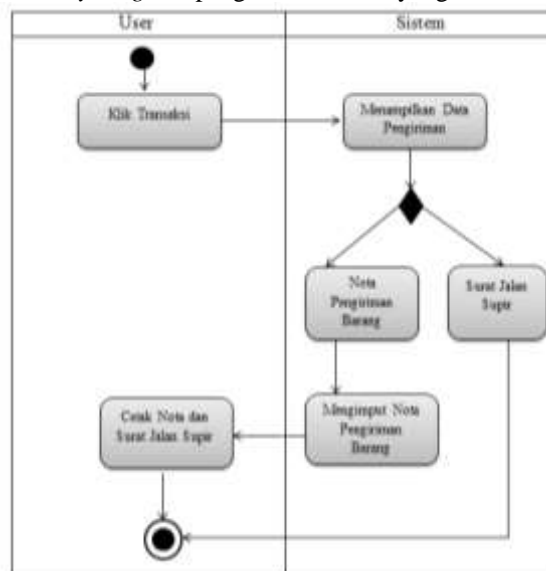 User
Sistem
Klik Transaksi
Menampilkan Data
Pengiriman
Nota
Pengiriman
Barang
Surat Jalan
Supir
Cetak Nota dan
Surat Jalan Supir
Mengimput Nota
Pengiriman
Barang